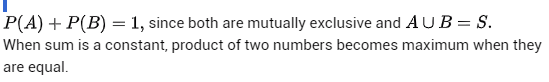 P(A) + P(B) = 1, since both are mutually exclusive and A ∪ B = S.
When sum is a constant, product of two numbers becomes maximum when they
are equal.